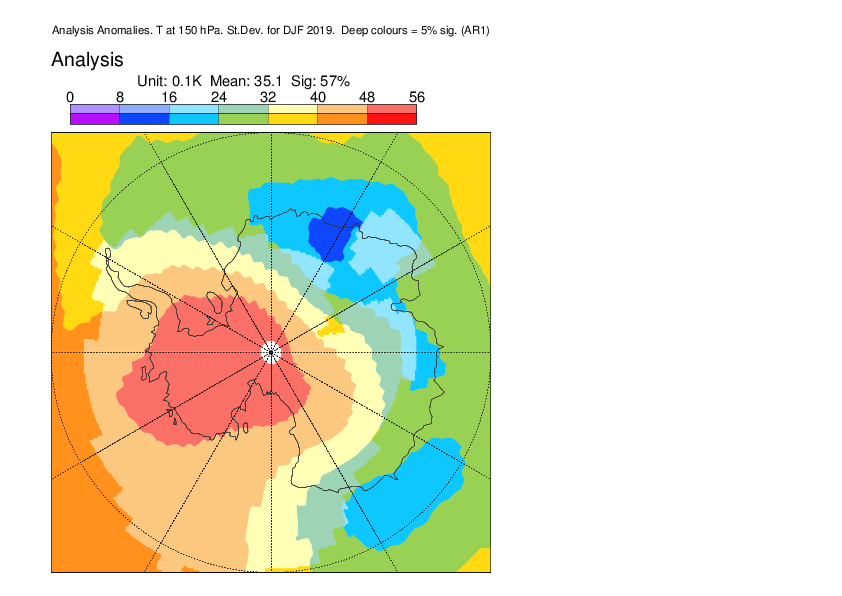 Analysis Anomalies. T at 150 hPa. St.Dev. for DJF 2019.  Deep colours = 5% sig. (AR1)
Analysis
Unit: 0.1K  Mean: 35.1  Sig: 57%
0 8 16 24 32 40 48 56